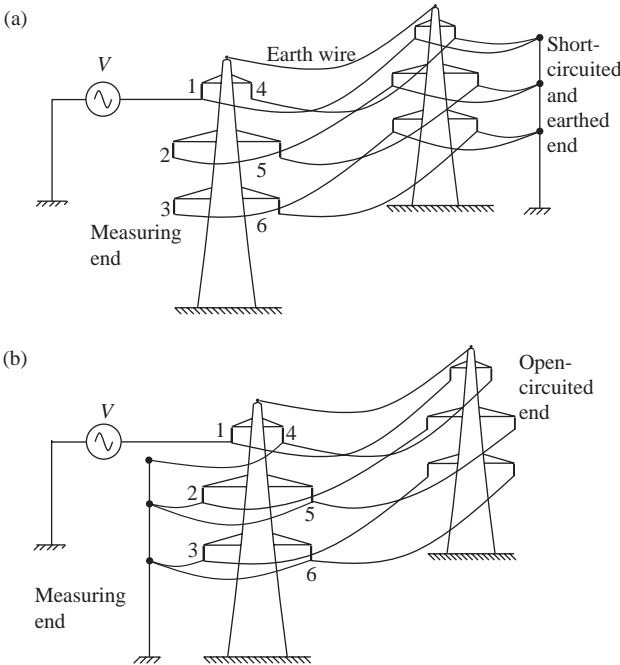 (a)
V
Earth wire
Short-
circuited
and
earthed
end
1
4
2
5
3
6
Measuring
end
(b)
V
Open-
circuited
end
1
4
2
5
3
6
Measuring
end